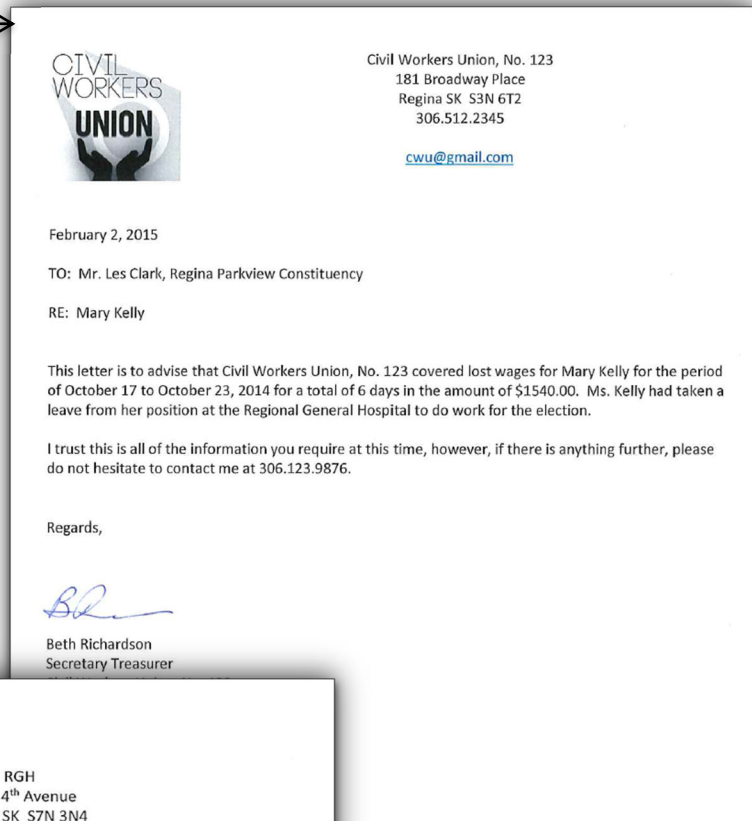 CIVIL
WORKERS
UNION
Civil Workers Union, No. 123
181 Broadway Place
Regina SK S3N 6T2
306.512.2345
cwu@gmail.com
February 2, 2015
TO: Mr. Les Clark, Regina Parkview Constituency
RE: Mary Kelly
This letter is to advise that Civil Workers Union, No. 123 covered lost wages for Mary Kelly for the period
of October 17 to October 23, 2014 for a total of 6 days in the amount of $1540.00. Ms. Kelly had taken a
leave from her position at the Regional General Hospital to do work for the election.
I trust this is all of the information you require at this time, however, if there is anything further, please
do not hesitate to contact me at 306.123.9876.
Regards,
Beth Richardson
Secretary Treasurer
RGH
4th Avenue
SK S7N 3N4